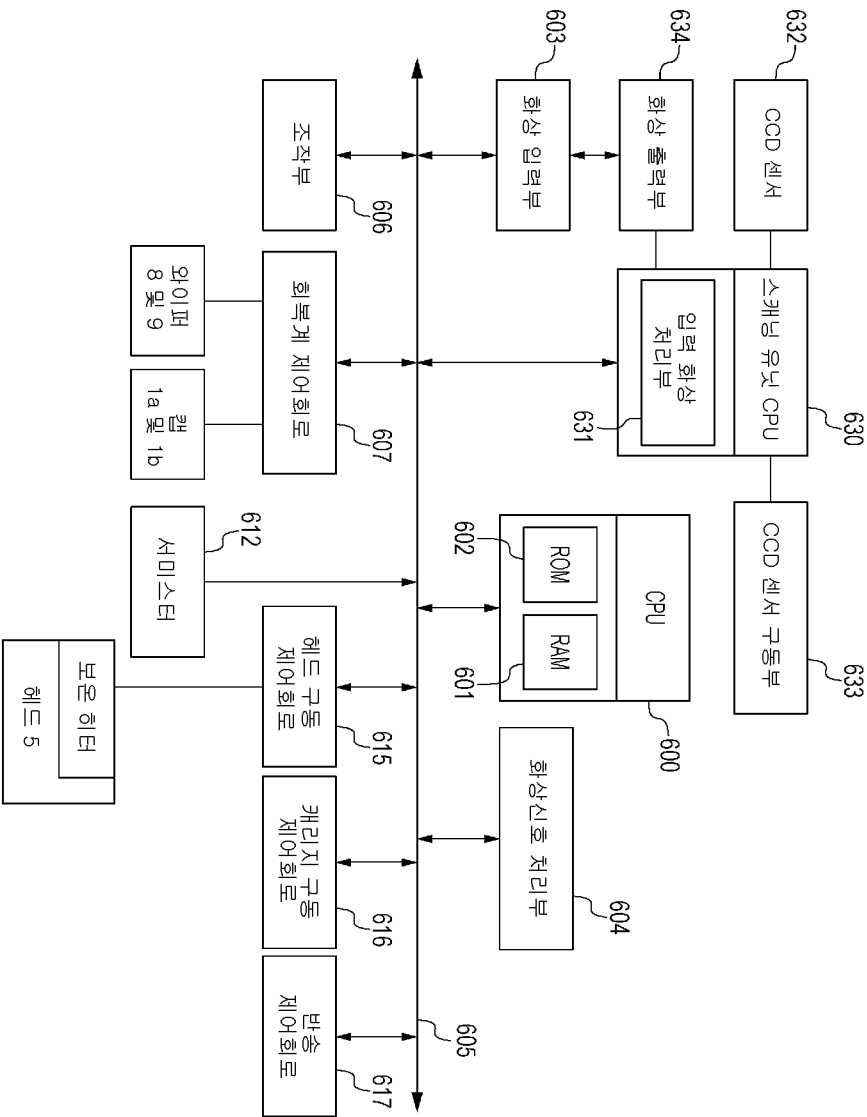 632
CCD 센서
634
화상 출력부
603
화상 입력부
스캐닝 유닛 CPU
630
입력 화상
처리부
631
CCD 센서 구동부
633
CPU
600
ROM
602
RAM
601
화상신호 처리부
604
605
조작부
606
회복계 제어회로
607
와이퍼
8 및 9
캡
1a 및 1b
612
서미스터
헤드 구동
제어회로
615
보온 히터
헤드 5
캐리지 구동
제어회로
616
반송
제어회로
617